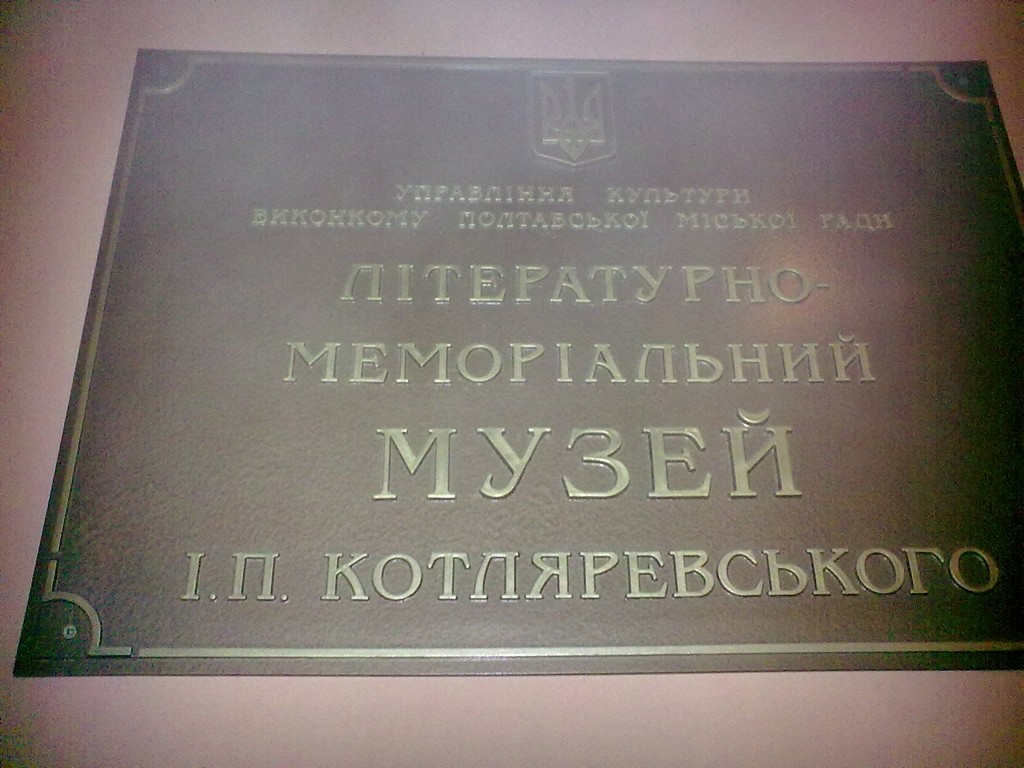 УПРАВЛІННЯ КУЛЬТУРИ
ВИКОНКОМУ ПОЛТАВСЬКОЇ МІСЬКОЇ РАДИ
ЛІТЕРАТУРНО-
МЕМОРІАЛЬНИЙ
МУЗЕЙ
І.П. КОТЛЯРЕВСЬКОГО